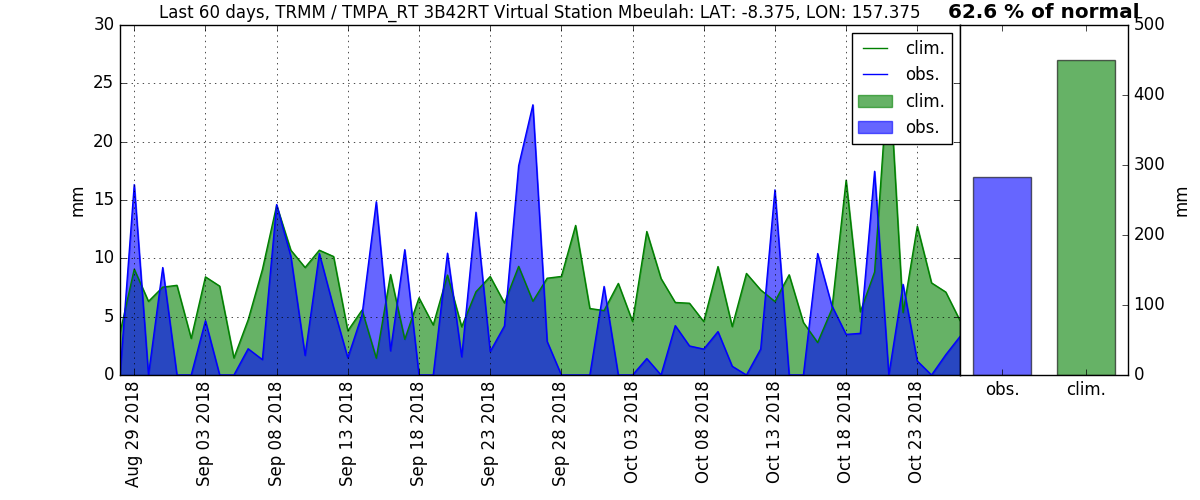 Last 60 days, TRMM / TMPA_RT 3B42RT Virtual Station Mbeulah: LAT: -8.375, LON: 157.375
62.6 % of normal
30
25
20
15
10
5
0
mm
clim.
obs.
clim.
obs.
500
400
300
200
100
0
mm
obs.
clim.
Aug 29 2018
Sep 03 2018
Sep 08 2018
Sep 13 2018
Sep 18 2018
Sep 23 2018
Sep 28 2018
Oct 03 2018
Oct 08 2018
Oct 13 2018
Oct 18 2018
Oct 23 2018